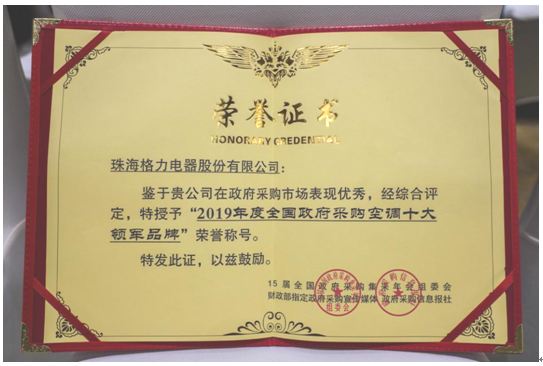 荣誉证书
HONORARY CREDENTIAL
珠海格力电器股份有限公司：
鉴于贵公司在政府采购市场表现优秀，经综合评
定，特授予“2019年度全国政府采购空调十大
领军品牌”荣誉称号。
特发此证，以兹鼓励。
15届全国政府采购集采年会组委会
财政部指定政府采购宣传媒体 政府采购信息报社
组委会